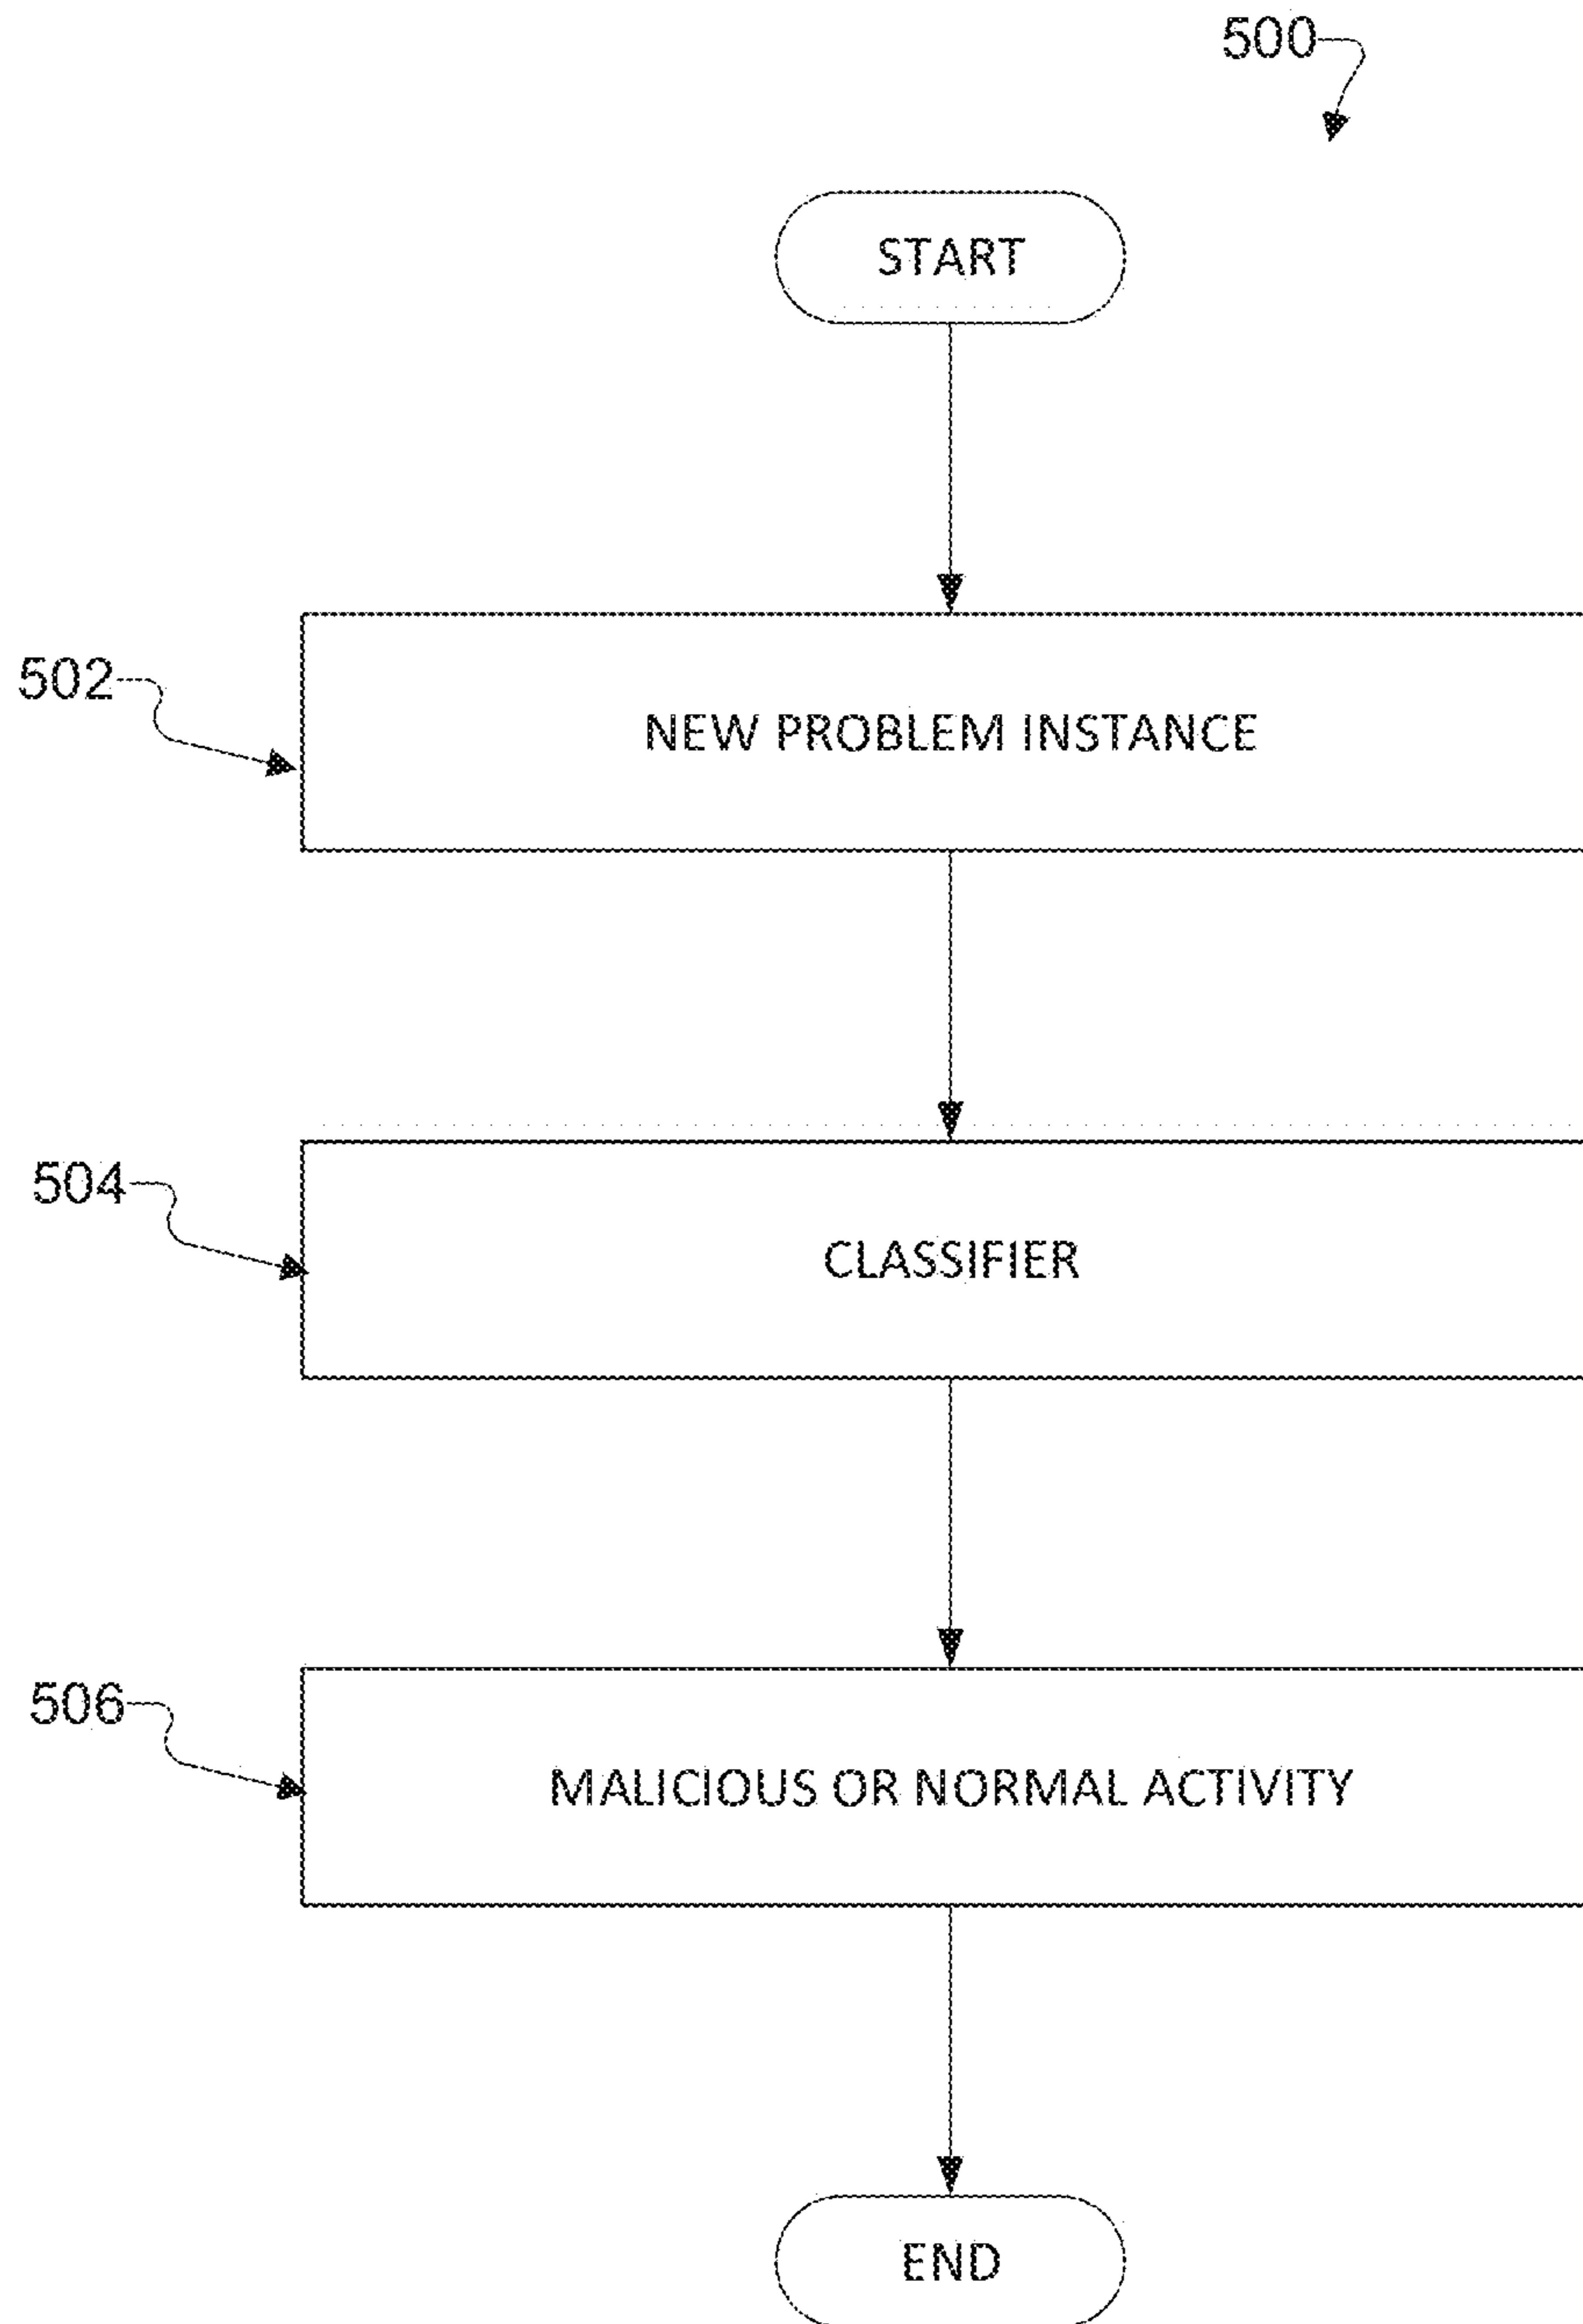 500
START
502
NEW PROBLEM INSTANCE
504
CLASSIFIER
506
MALICIOUS OR NORMAL ACTIVITY
END